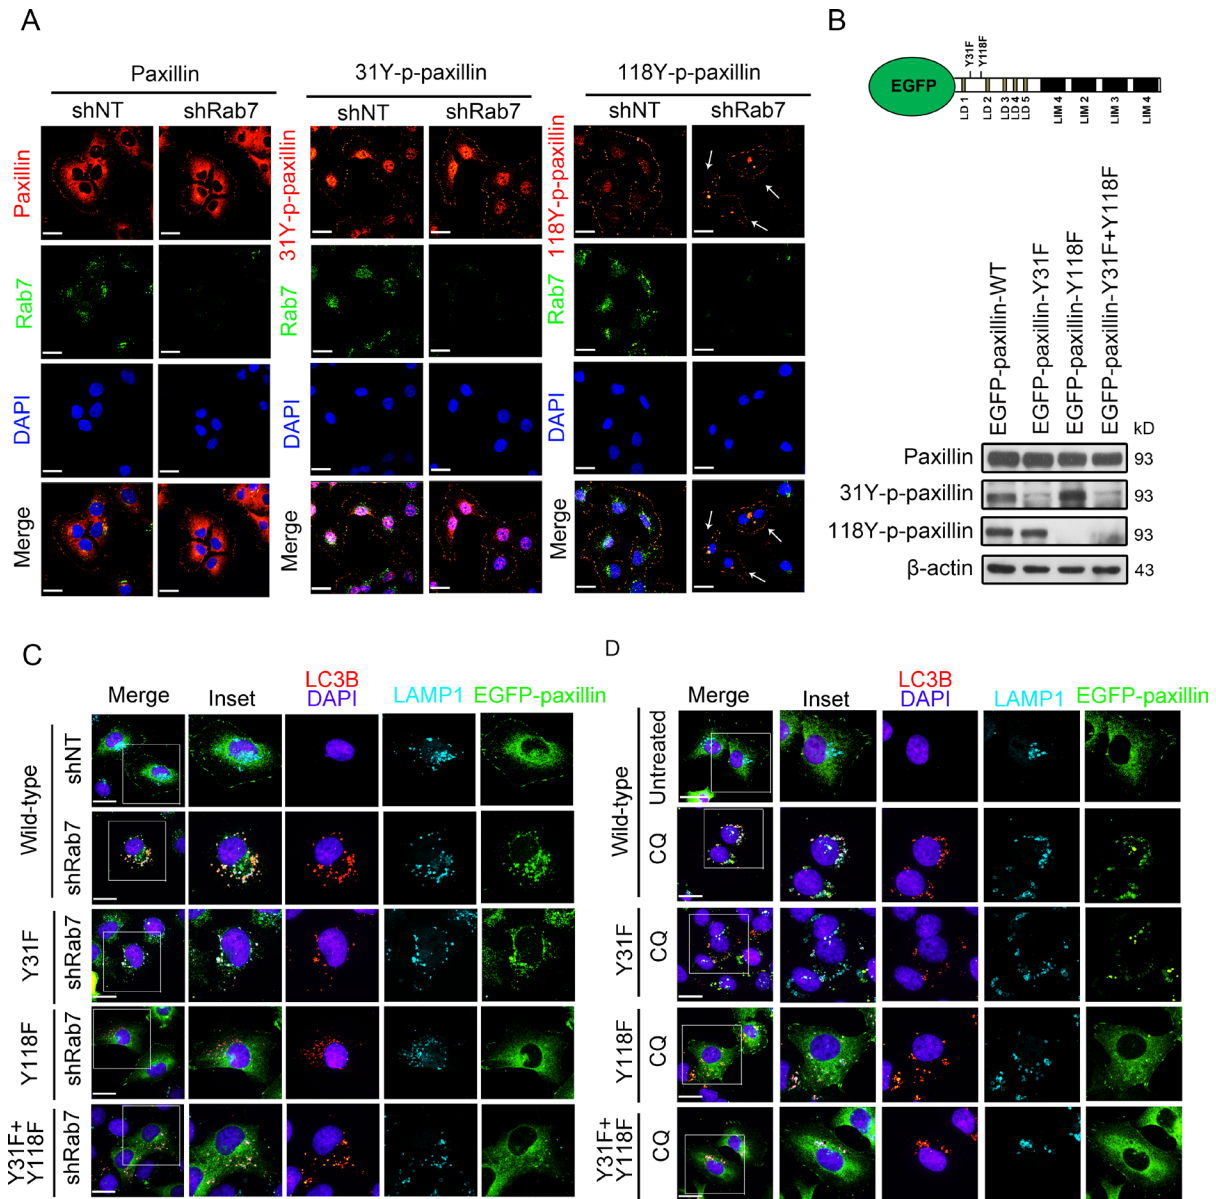 A
Paxillin
31Y-p-paxillin
118Y-p-paxillin
shNT
shRab7
shNT
shRab7
shNT
shRab7
Paxillin
31Y-p-paxillin
118Y-p-paxillin
Rab7
Rab7
Rab7
DAPI
DAPI
DAPI
Merge
Merge
Merge
B
Y31F
Y118F
EGFP
LD 1
LD 2
LD 3
LD 4
LD 5
LIM 4
LIM 2
LIM 3
LIM 4
EGFP-paxillin-WT
EGFP-paxillin-Y31F
EGFP-paxillin-Y118F
EGFP-paxillin-Y31F+Y118F
kD
Paxillin
93
31Y-p-paxillin
93
118Y-p-paxillin
93
β-actin
43
C
Merge
Inset
LC3B
DAPI
LAMP1
EGFP-paxillin
Wild-type
shNT
shRab7
Y31F
shRab7
Y118F
shRab7
Y31F+
Y118F
shRab7
D
Merge
Inset
LC3B
DAPI
LAMP1
EGFP-paxillin
Wild-type
Untreated
CQ
Y31F
CQ
Y118F
CQ
Y31F+
Y118F
CQ